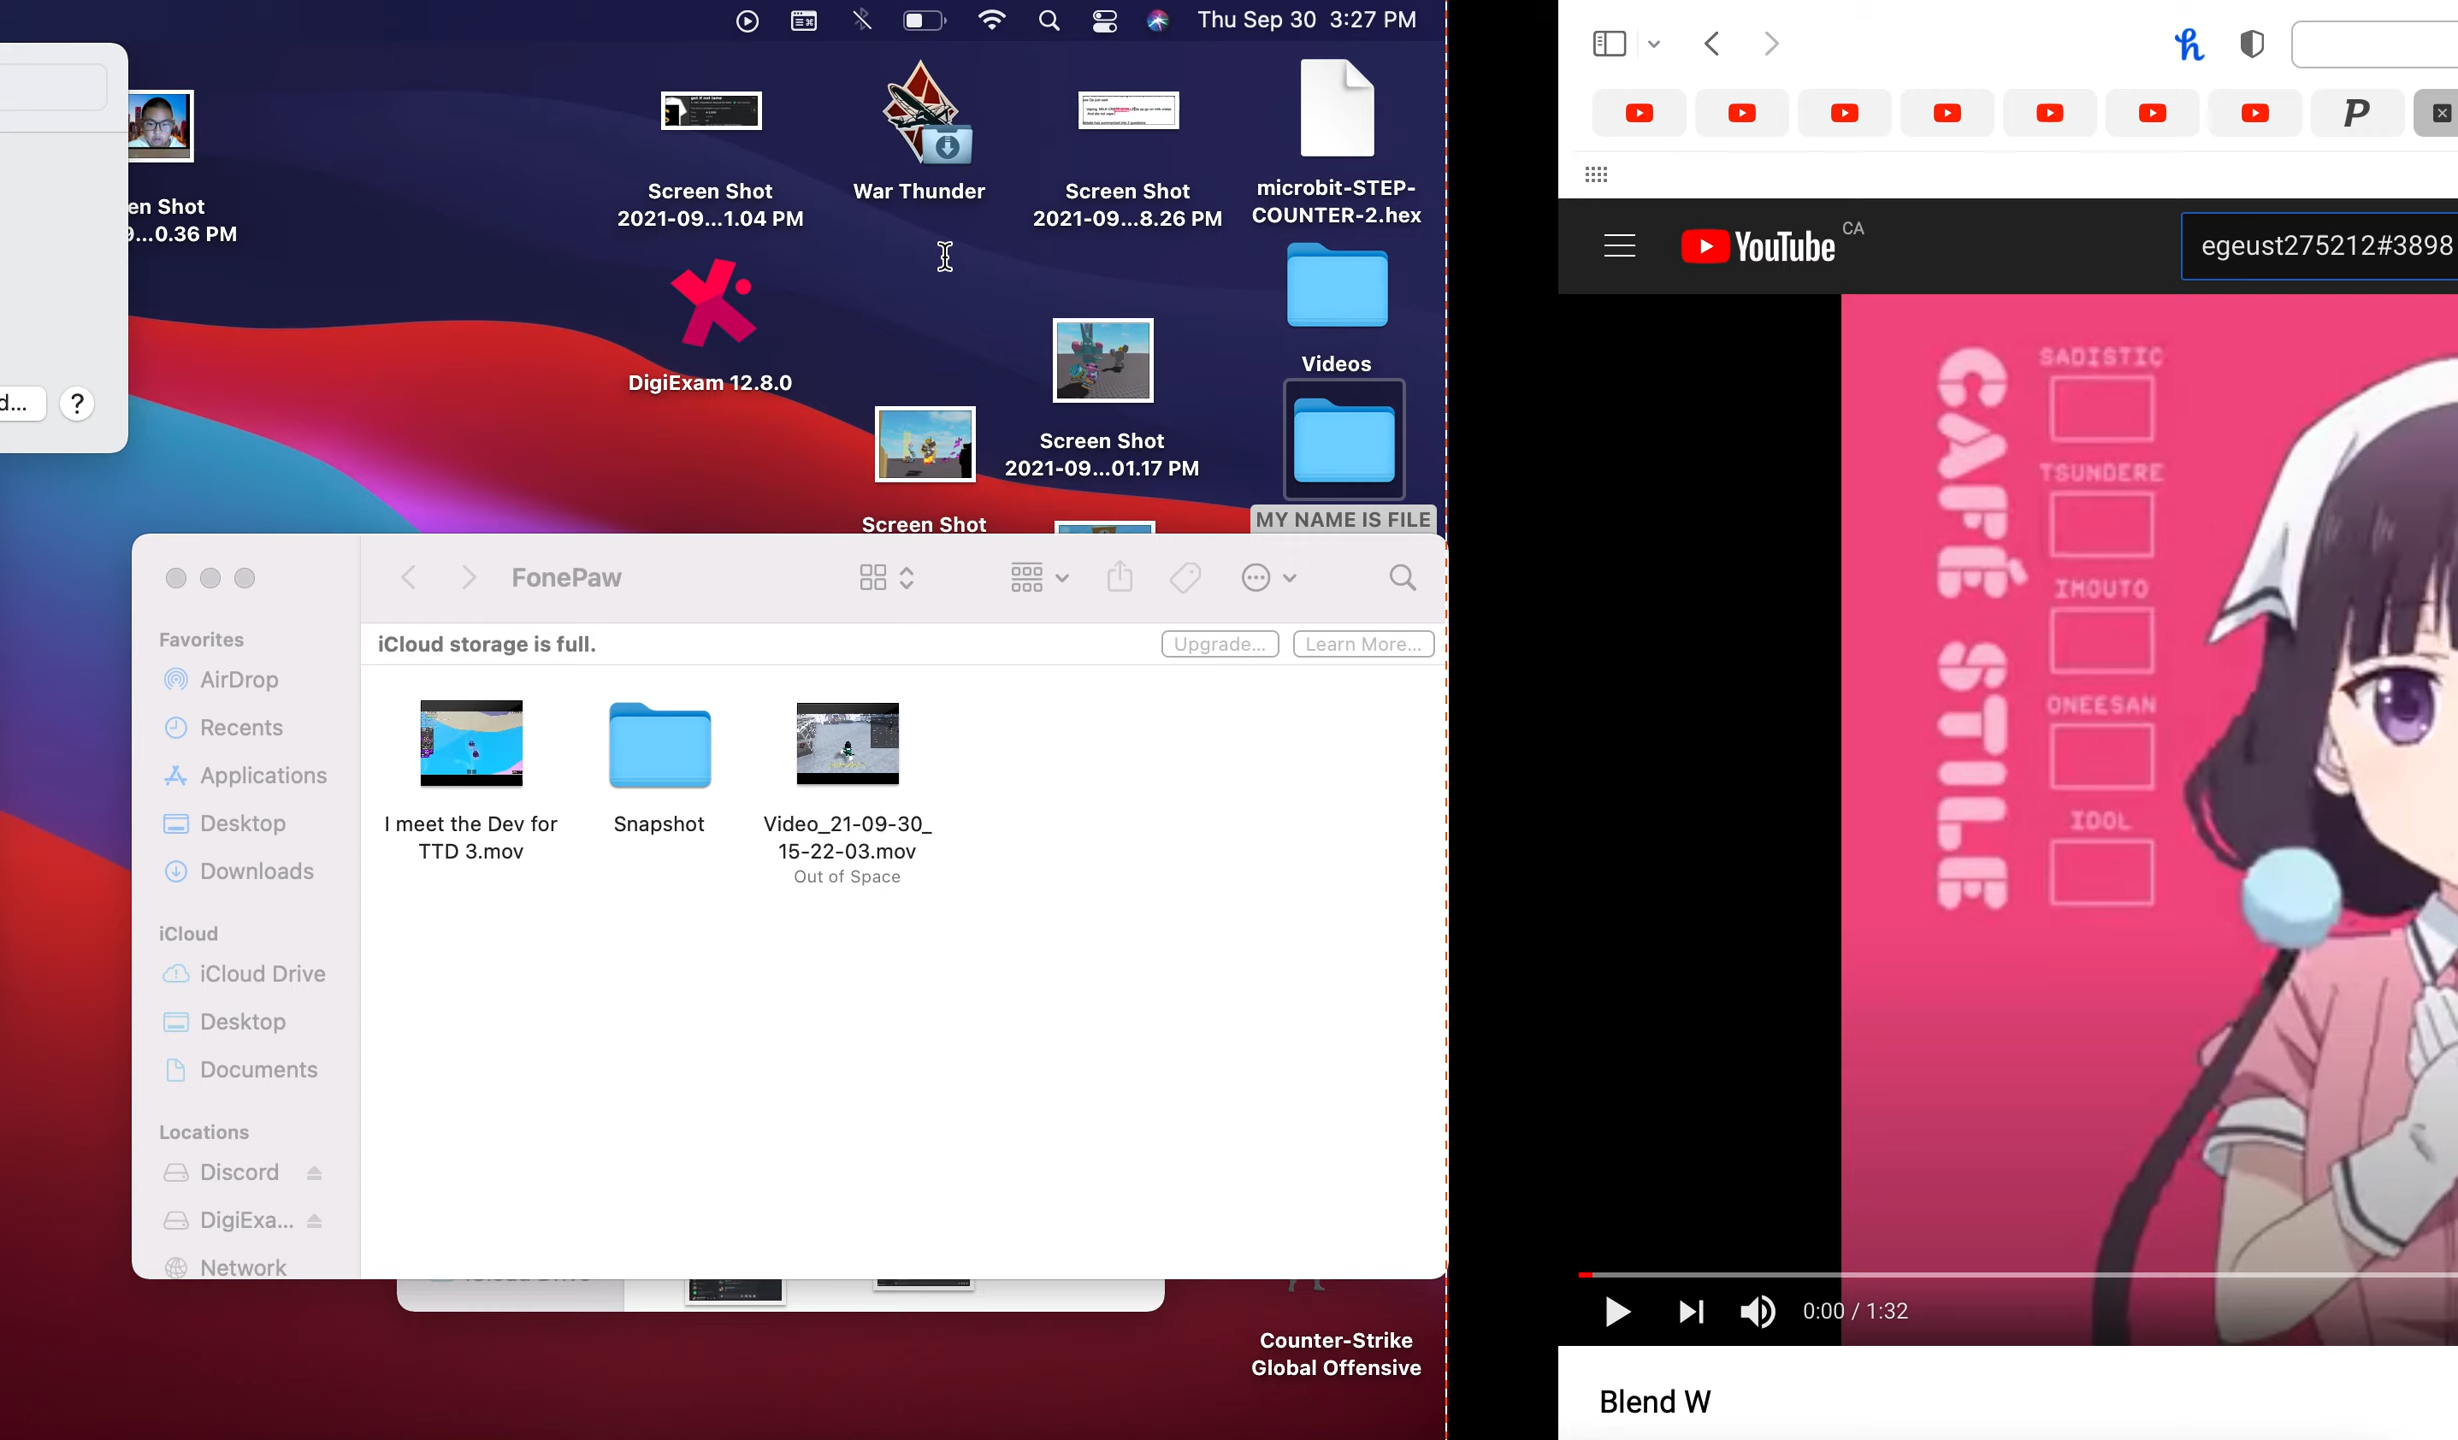 Thu Sep 30 3:27 PM
en Shot
9...0.36 PM
Screen Shot
2021-09...1.04 PM
War Thunder
Screen Shot
2021-09...8.26 PM
microbit-STEP-
COUNTER-2.hex
DigiExam 12.8.0
Videos
Screen Shot
2021-09...01.17 PM
Screen Shot
MY NAME IS FILE
d...
?
FonePaw
iCloud storage is full.
Upgrade...
Learn More...
Favorites
AirDrop
Recents
Applications
Desktop
Downloads
iCloud
iCloud Drive
Desktop
Documents
Locations
Discord
DigiExa...
Network
I meet the Dev for
TTD 3.mov
Snapshot
Video_21-09-30_
15-22-03.mov
Out of Space
Counter-Strike
Global Offensive
P
YouTube CA
egeust275212#3898
CAFÉ STILE
SADISTIC
TSUNDERE
IMOUTO
ONEESAN
IDOL
0:00 / 1:32
Blend W